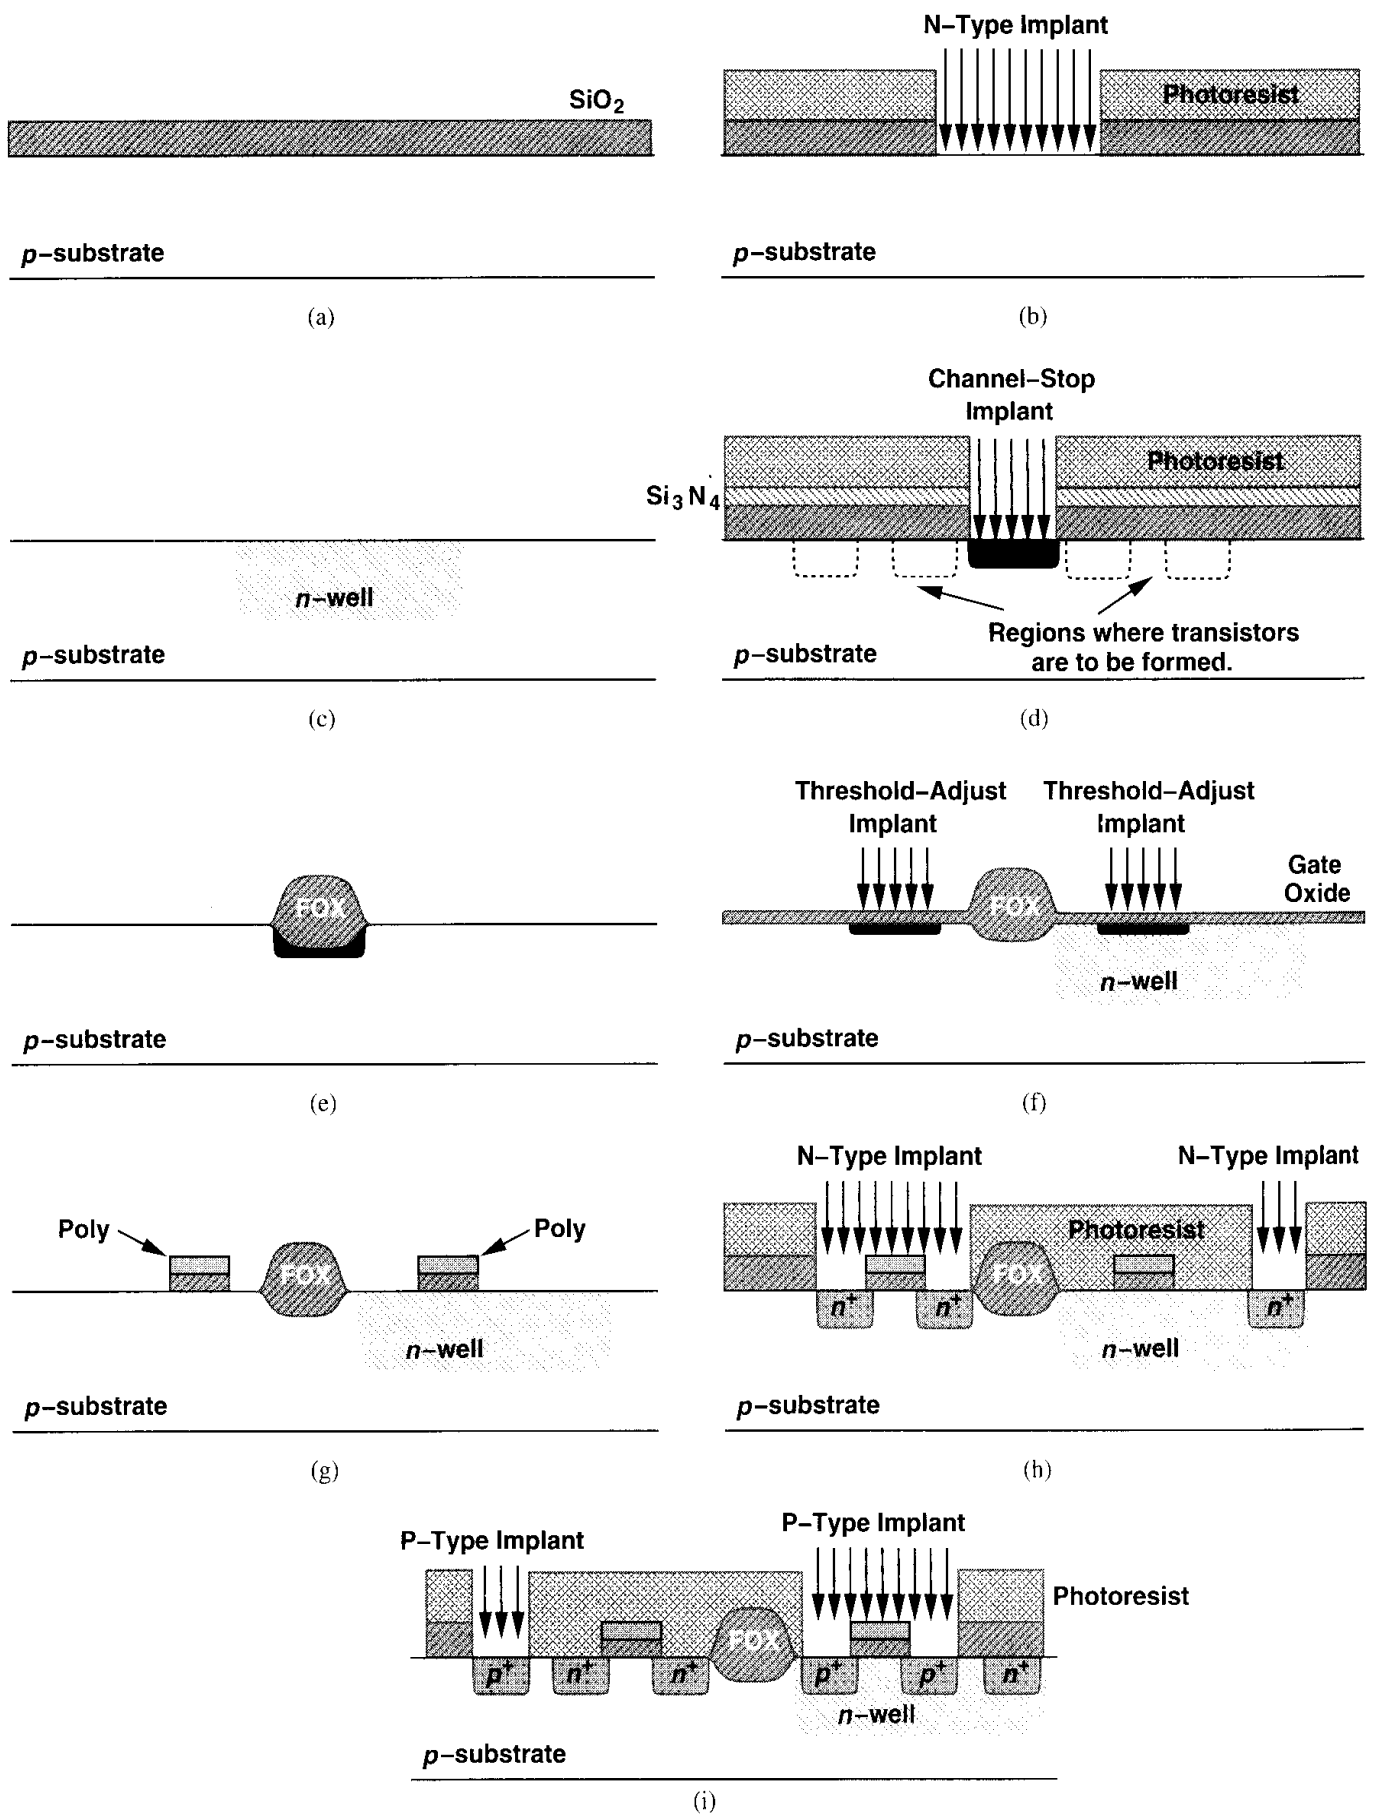 SiO2
p–substrate
(a)
N–Type Implant
Photoresist
p–substrate
(b)
n–well
p–substrate
(c)
Channel–Stop
Implant
Photoresist
Si3N4
Regions where transistors
are to be formed.
p–substrate
(d)
FOX
p–substrate
(e)
Threshold–Adjust Threshold–Adjust
Implant Implant
Gate
Oxide
FOX
n–well
p–substrate
(f)
Poly Poly
FOX
n–well
p–substrate
(g)
N–Type Implant N–Type Implant
Photoresist
FOX
n+ n+ n+
n–well
p–substrate
(h)
P–Type Implant P–Type Implant
Photoresist
FOX
p+ n+ n+ p+ p+ n+
n–well
p–substrate
(i)